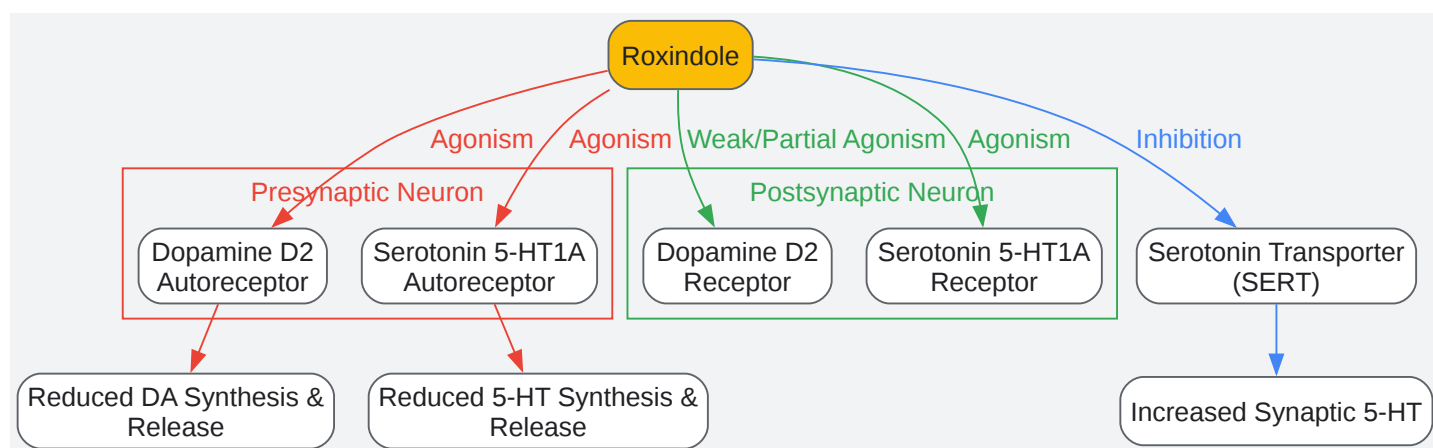 Roxindole
Agonism
Agonism
Weak/Partial Agonism
Agonism
Inhibition
Presynaptic Neuron
Postsynaptic Neuron
Dopamine D2
Autoreceptor
Serotonin 5-HT1A
Autoreceptor
Dopamine D2
Receptor
Serotonin 5-HT1A
Receptor
Serotonin Transporter
(SERT)
Reduced DA Synthesis &
Release
Reduced 5-HT Synthesis &
Release
Increased Synaptic 5-HT